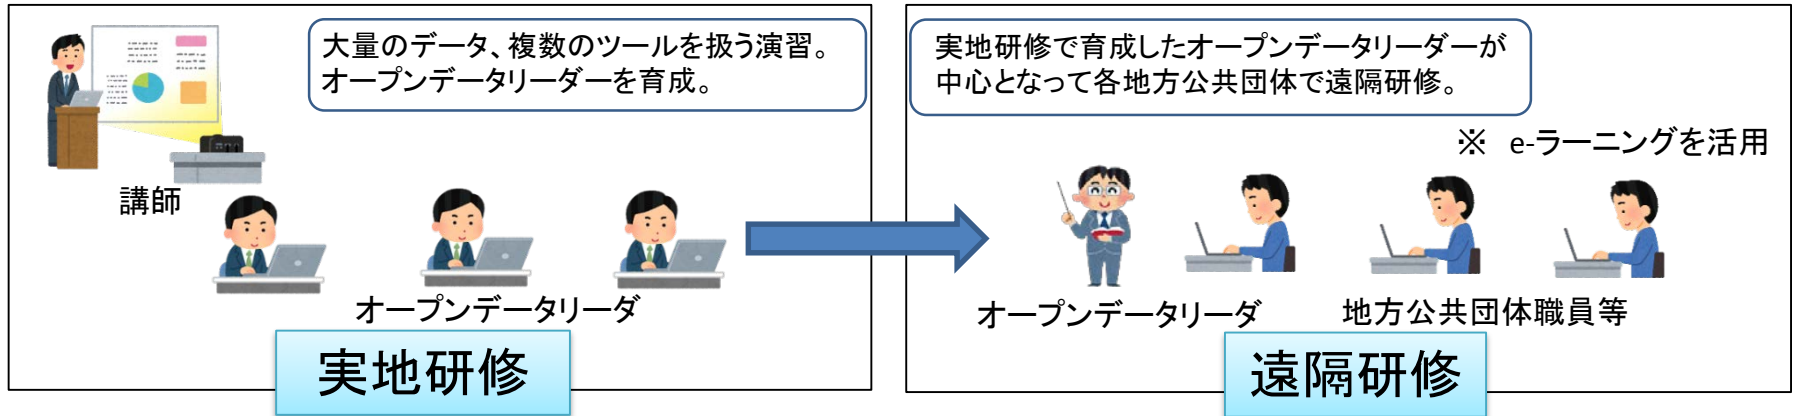 大量のデータ、複数のツールを扱う演習。
オープンデータリーダーを育成。
講師
オープンデータリーダ
実地研修
実地研修で育成したオープンデータリーダーが
中心となって各地方公共団体で遠隔研修。
※ e-ラーニングを活用
オープンデータリーダ
地方公共団体職員等
遠隔研修